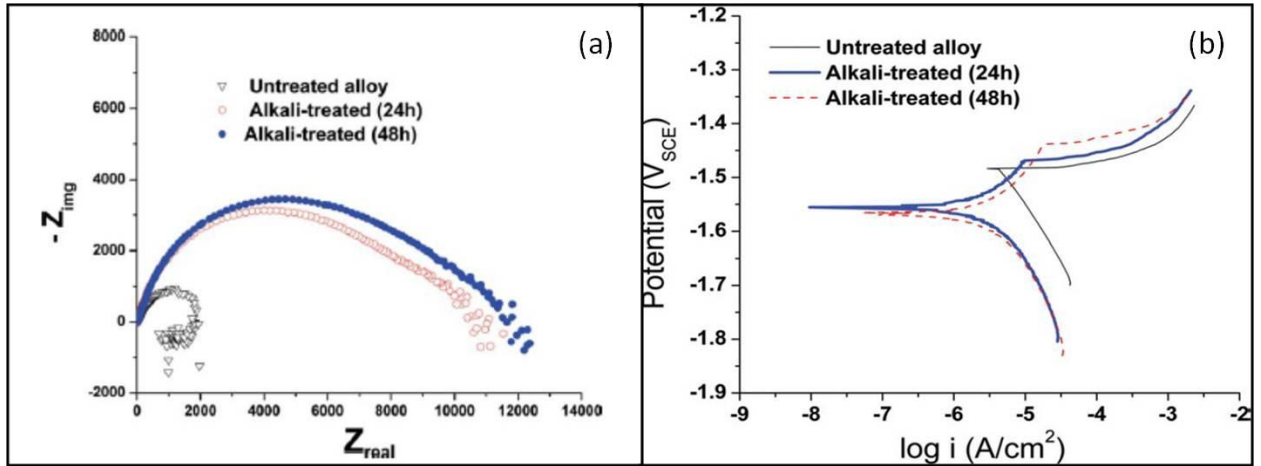 (a)
8000
6000
4000
2000
0
-2000
- Zimg
Untreated alloy
Alkali-treated (24h)
Alkali-treated (48h)
0 2000 4000 6000 8000 10000 12000 14000
Zreal
(b)
-1.2
-1.3
-1.4
-1.5
-1.6
-1.7
-1.8
-1.9
Potential (VSCE)
Untreated alloy
Alkali-treated (24h)
Alkali-treated (48h)
-9 -8 -7 -6 -5 -4 -3 -2
log i (A/cm²)